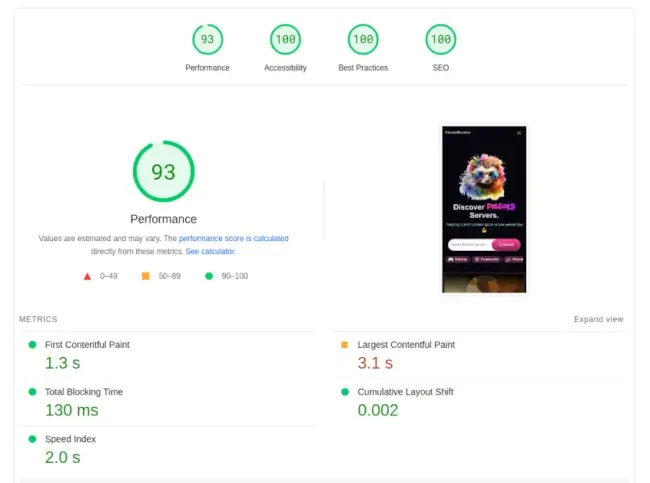 93
100
100
100
Performance
Accessibility
Best Practices
SEO
93
Performance
Values are estimated and may vary. The performance score is calculated
directly from these metrics. See calculator.
0–49
50–89
90–100
Discover DISCORD
Servers.
METRICS
Expand view
First Contentful Paint
1.3 s
Largest Contentful Paint
3.1 s
Total Blocking Time
130 ms
Cumulative Layout Shift
0.002
Speed Index
2.0 s